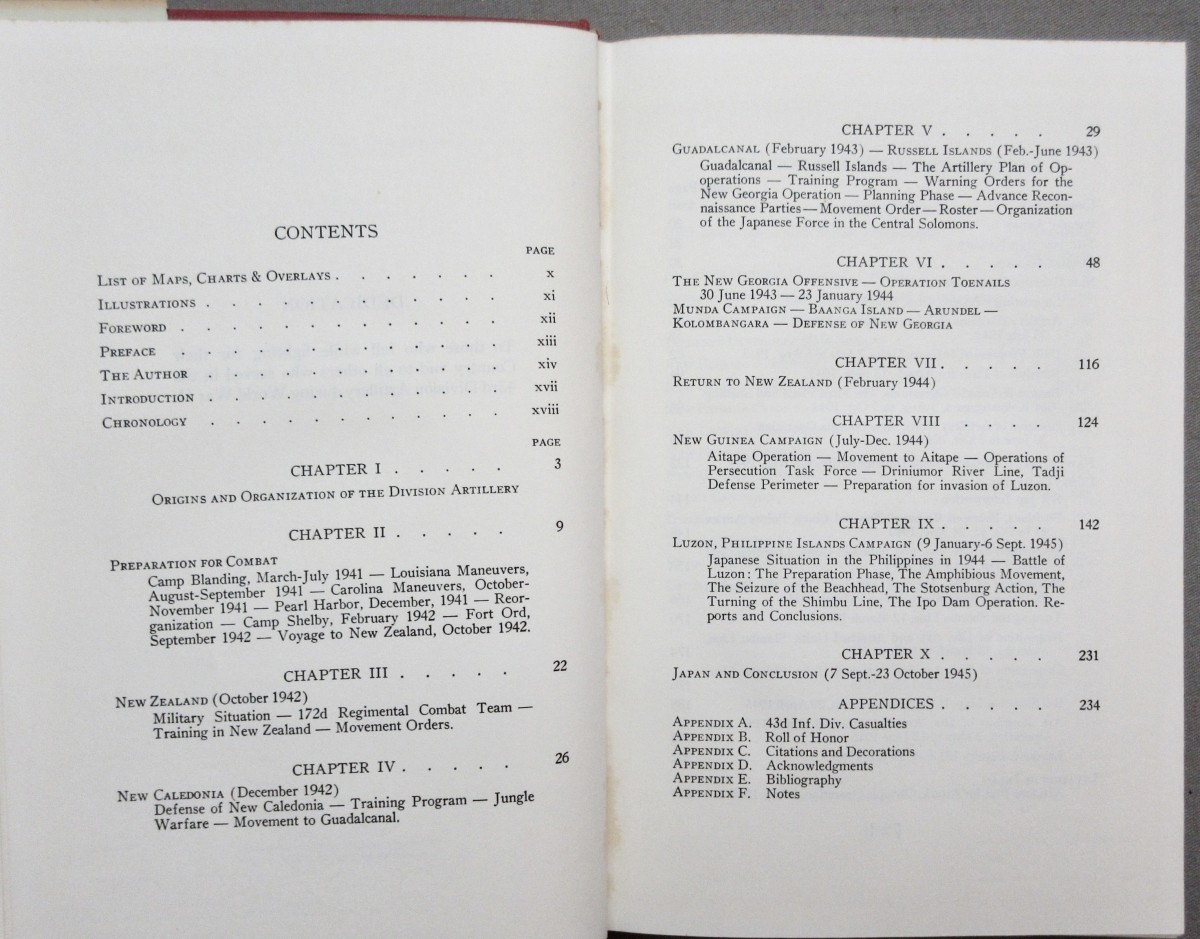 CONTENTS
PAGE
List of Maps, Charts & Overlays . . . . . . . x
Illustrations . . . . . . . . . . . xi
Foreword . . . . . . . . . . . . xii
Preface . . . . . . . . . . . . xiii
The Author . . . . . . . . . . . xiv
Introduction . . . . . . . . . . . xvii
Chronology . . . . . . . . . . . xviii
PAGE
CHAPTER I . . . . . 3
Origins and Organization of the Division Artillery
CHAPTER II . . . . . 9
Preparation for Combat
Camp Blanding, March-July 1941 — Louisiana Maneuvers,
August-September 1941 — Carolina Maneuvers, October-
November 1941 — Pearl Harbor, December, 1941 — Reor-
ganization — Camp Shelby, February 1942 — Fort Ord,
September 1942 — Voyage to New Zealand, October 1942.
CHAPTER III . . . . . 22
New Zealand (October 1942)
Military Situation — 172d Regimental Combat Team —
Training in New Zealand — Movement Orders.
CHAPTER IV . . . . . 26
New Caledonia (December 1942)
Defense of New Caledonia — Training Program — Jungle
Warfare — Movement to Guadalcanal.
CHAPTER V . . . . . 29
Guadalcanal (February 1943) — Russell Islands (Feb.-June 1943)
Guadalcanal — Russell Islands — The Artillery Plan of Op-
operations — Training Program — Warning Orders for the
New Georgia Operation — Planning Phase — Advance Recon-
naissance Parties — Movement Order — Roster — Organization
of the Japanese Force in the Central Solomons.
CHAPTER VI . . . . . 48
The New Georgia Offensive — Operation Toenails
30 June 1943 — 23 January 1944
Munda Campaign — Baanga Island — Arundel —
Kolombangara — Defense of New Georgia
CHAPTER VII . . . . . 116
Return to New Zealand (February 1944)
CHAPTER VIII . . . . 124
New Guinea Campaign (July-Dec. 1944)
Aitape Operation — Movement to Aitape — Operations of
Persecution Task Force — Driniumor River Line, Tadji
Defense Perimeter — Preparation for invasion of Luzon.
CHAPTER IX . . . . . 142
Luzon, Philippine Islands Campaign (9 January-6 Sept. 1945)
Japanese Situation in the Philippines in 1944 — Battle of
Luzon: The Preparation Phase, The Amphibious Movement,
The Seizure of the Beachhead, The Stotsenburg Action, The
Turning of the Shimbu Line, The Ipo Dam Operation. Re-
ports and Conclusions.
CHAPTER X . . . . . 231
Japan and Conclusion (7 Sept.-23 October 1945)
APPENDICES . . . . . 234
Appendix A. 43d Inf. Div. Casualties
Appendix B. Roll of Honor
Appendix C. Citations and Decorations
Appendix D. Acknowledgments
Appendix E. Bibliography
Appendix F. Notes